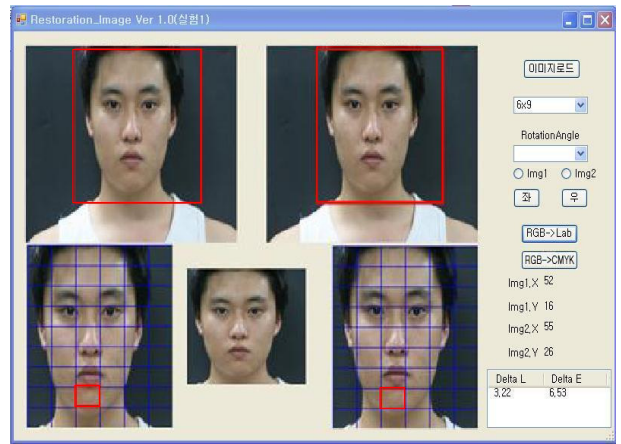 Restoration_Image Ver 1.0(실험1)
이미지로드
6x9
RotationAngle
Img1
Img2
좌
우
RGB->Lab
RGB->CMYK
Img1,X 52
Img1,Y 16
Img2,X 55
Img2,Y 26
Delta L Delta E
3,22 6,53